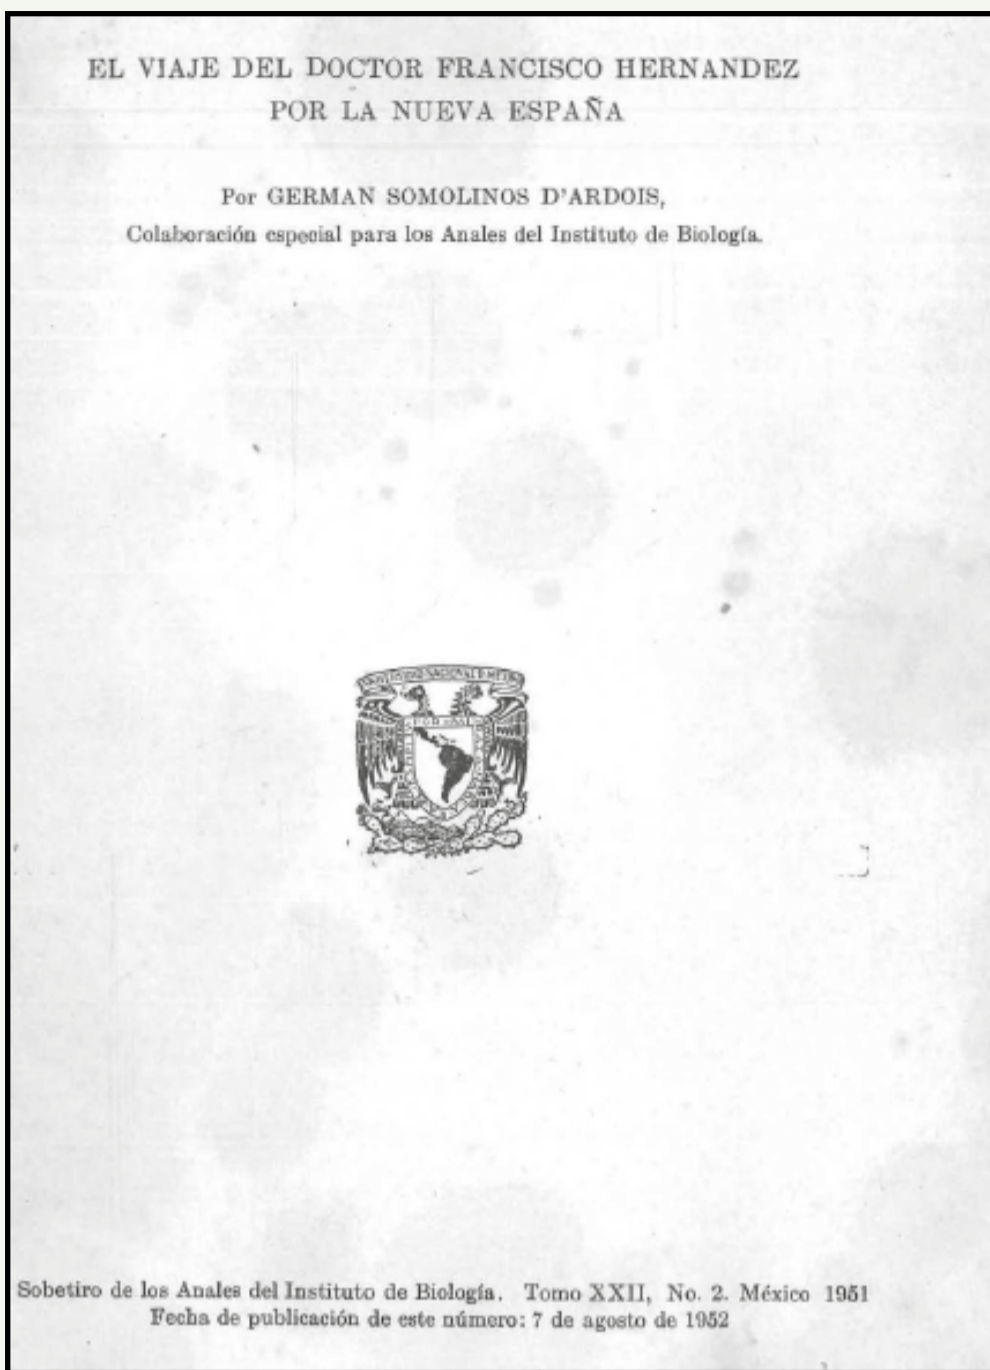 EL VIAJE DEL DOCTOR FRANCISCO HERNANDEZ
POR LA NUEVA ESPAÑA
Por GERMAN SOMOLINOS D'ARDOIS,
Colaboración especial para los Anales del Instituto de Biología.
Sobetiro de los Anales del Instituto de Biología. Tomo XXII, No. 2. México 1951
Fecha de publicación de este número: 7 de agosto de 1952